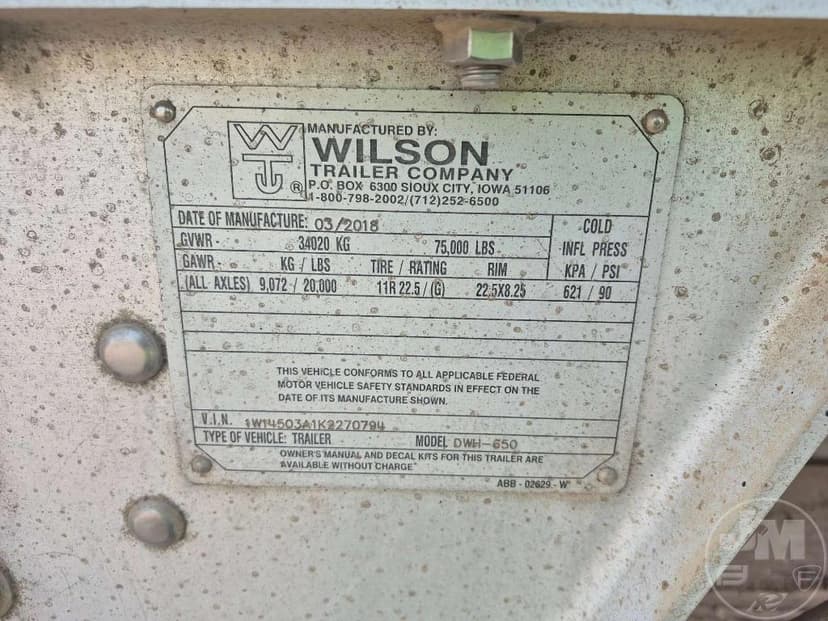 WT ®
MANUFACTURED BY:
WILSON
TRAILER COMPANY
P.O. BOX 6300 SIOUX CITY, IOWA 51106
1-800-798-2002/(712)252-6500
DATE OF MANUFACTURE: 03/2018
GVWR - 34020 KG 75,000 LBS
COLD
INFL PRESS
KPA / PSI
GAWR - KG / LBS TIRE / RATING RIM
(ALL AXLES) 9,072 / 20,000 11R 22.5 / (G) 22.5X8.25 621 / 90
THIS VEHICLE CONFORMS TO ALL APPLICABLE FEDERAL
MOTOR VEHICLE SAFETY STANDARDS IN EFFECT ON THE
DATE OF ITS MANUFACTURE SHOWN.
V.I.N. 1W14503A1K2270794
TYPE OF VEHICLE: TRAILER MODEL DWH-650
OWNER'S MANUAL AND DECAL KITS FOR THIS TRAILER ARE
AVAILABLE WITHOUT CHARGE
ABB - 02629 - W
JM